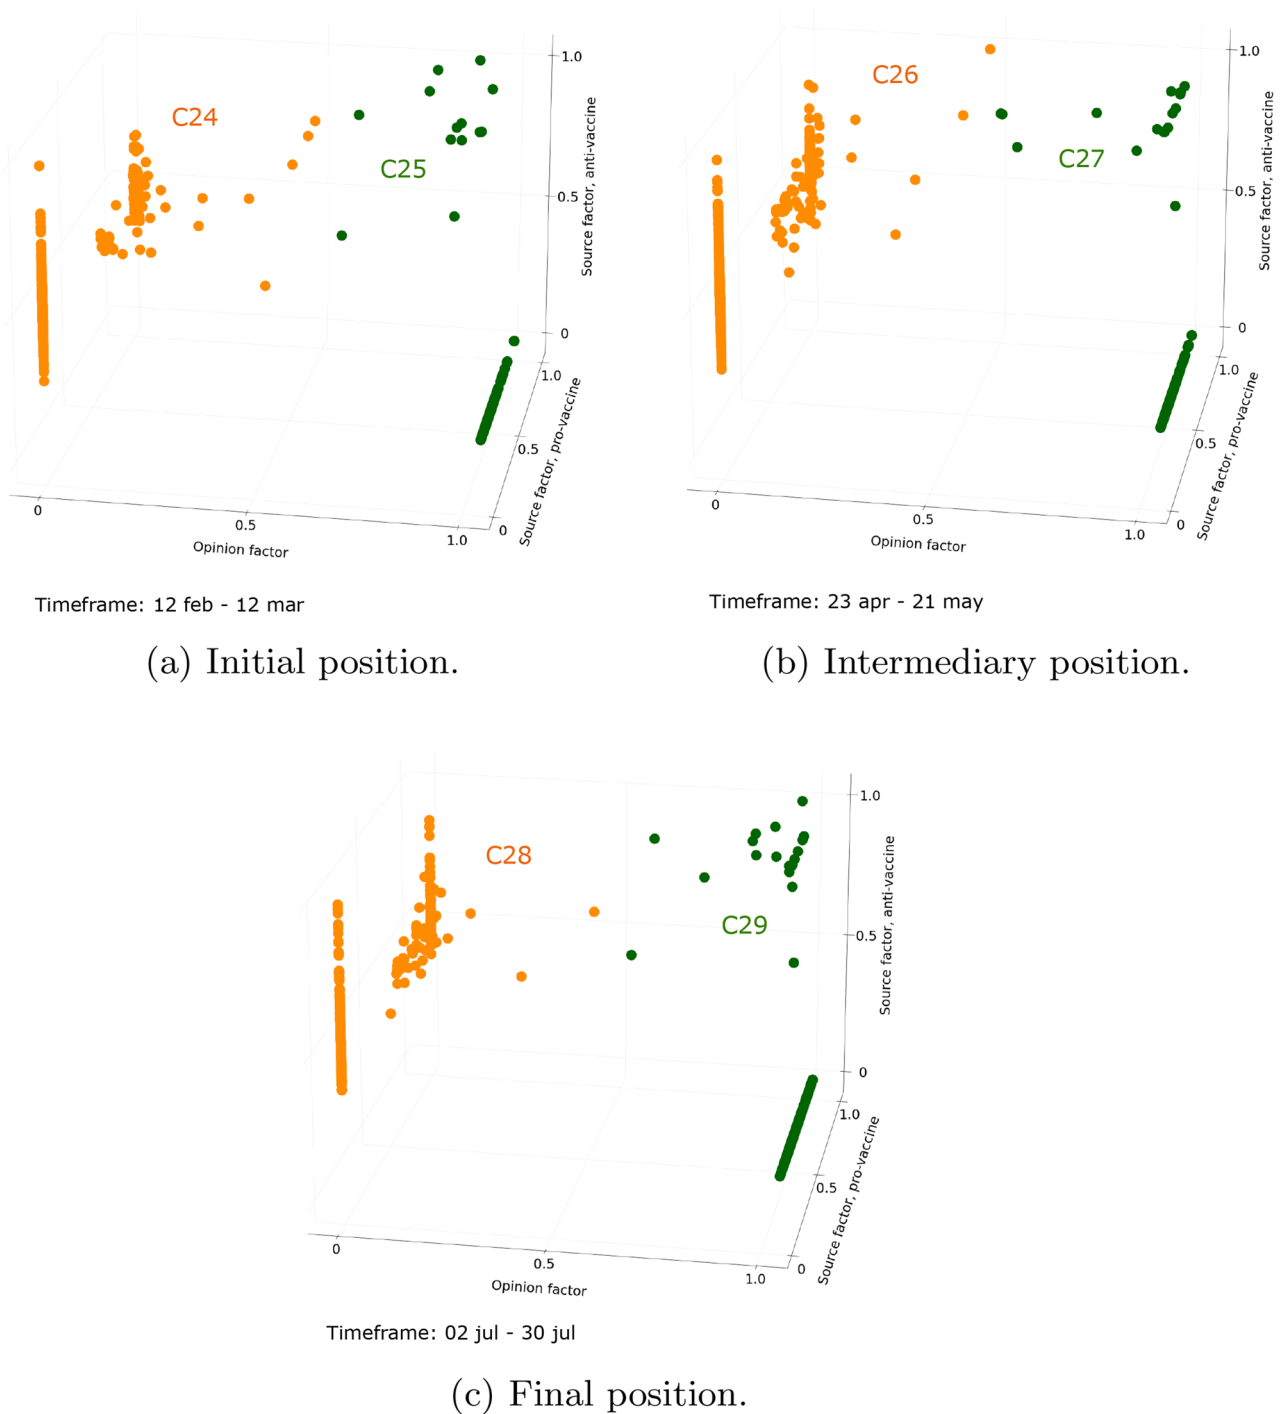 C24
C25
1.0
0.5
0
Source factor, anti-vaccine
1.0
0.5
0
Source factor, pro-vaccine
0
0.5
1.0
Opinion factor
Timeframe: 12 feb - 12 mar
(a) Initial position.
C26
C27
1.0
0.5
0
Source factor, anti-vaccine
1.0
0.5
0
Source factor, pro-vaccine
0
0.5
1.0
Opinion factor
Timeframe: 23 apr - 21 may
(b) Intermediary position.
C28
C29
1.0
0.5
0
Source factor, anti-vaccine
1.0
0.5
0
Source factor, pro-vaccine
0
0.5
1.0
Opinion factor
Timeframe: 02 jul - 30 jul
(c) Final position.